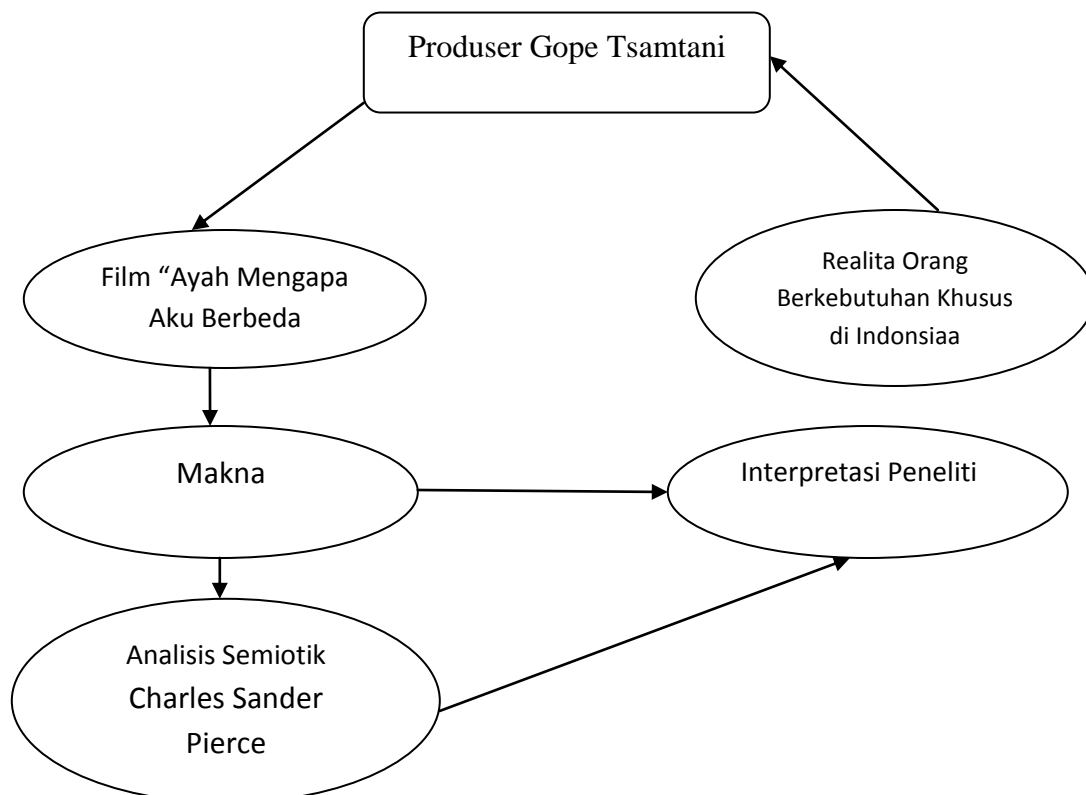 Produser Gope Tsamtani
Film “Ayah Mengapa
Aku Berbeda
Realita Orang
Berkebutuhan Khusus
di Indonsiaa
Makna
Interpretasi Peneliti
Analisis Semiotik
Charles Sander
Pierce